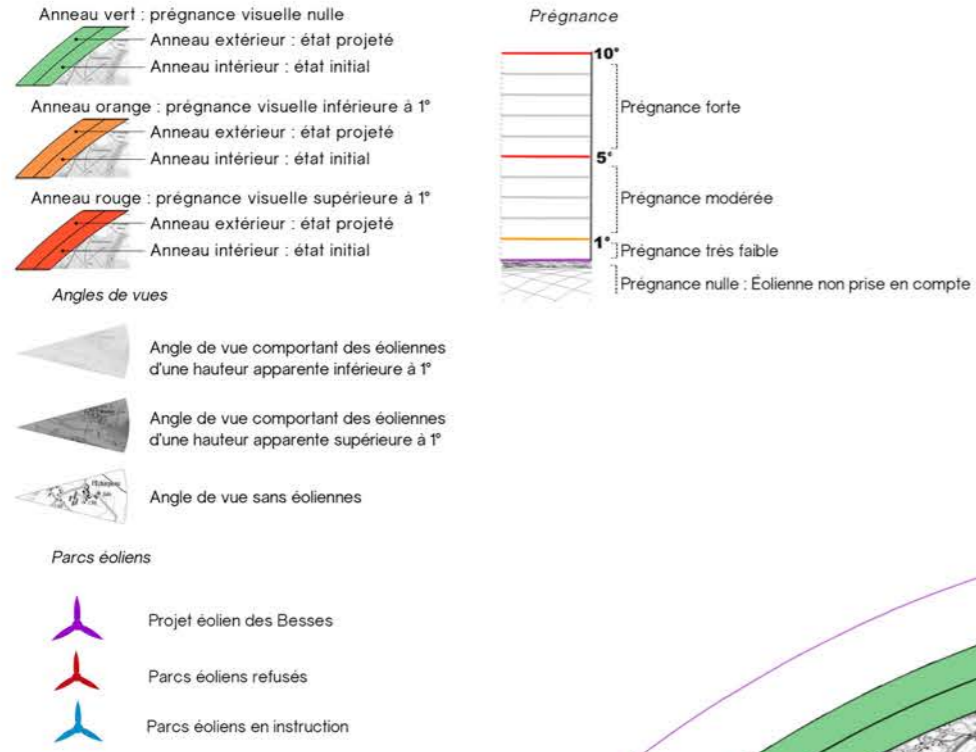 Anneau vert : prégnance visuelle nulle
Anneau extérieur : état projeté
Anneau intérieur : état initial
Anneau orange : prégnance visuelle inférieure à 1°
Anneau extérieur : état projeté
Anneau intérieur : état initial
Anneau rouge : prégnance visuelle supérieure à 1°
Anneau extérieur : état projeté
Anneau intérieur : état initial
Angles de vues
Angle de vue comportant des éoliennes
d'une hauteur apparente inférieure à 1°
Angle de vue comportant des éoliennes
d'une hauteur apparente supérieure à 1°
Angle de vue sans éoliennes
Parcs éoliens
Projet éolien des Besses
Parcs éoliens refusés
Parcs éoliens en instruction
Prégnance
10°
Prégnance forte
5°
Prégnance modérée
1°
Prégnance très faible
Prégnance nulle : Éolienne non prise en compte